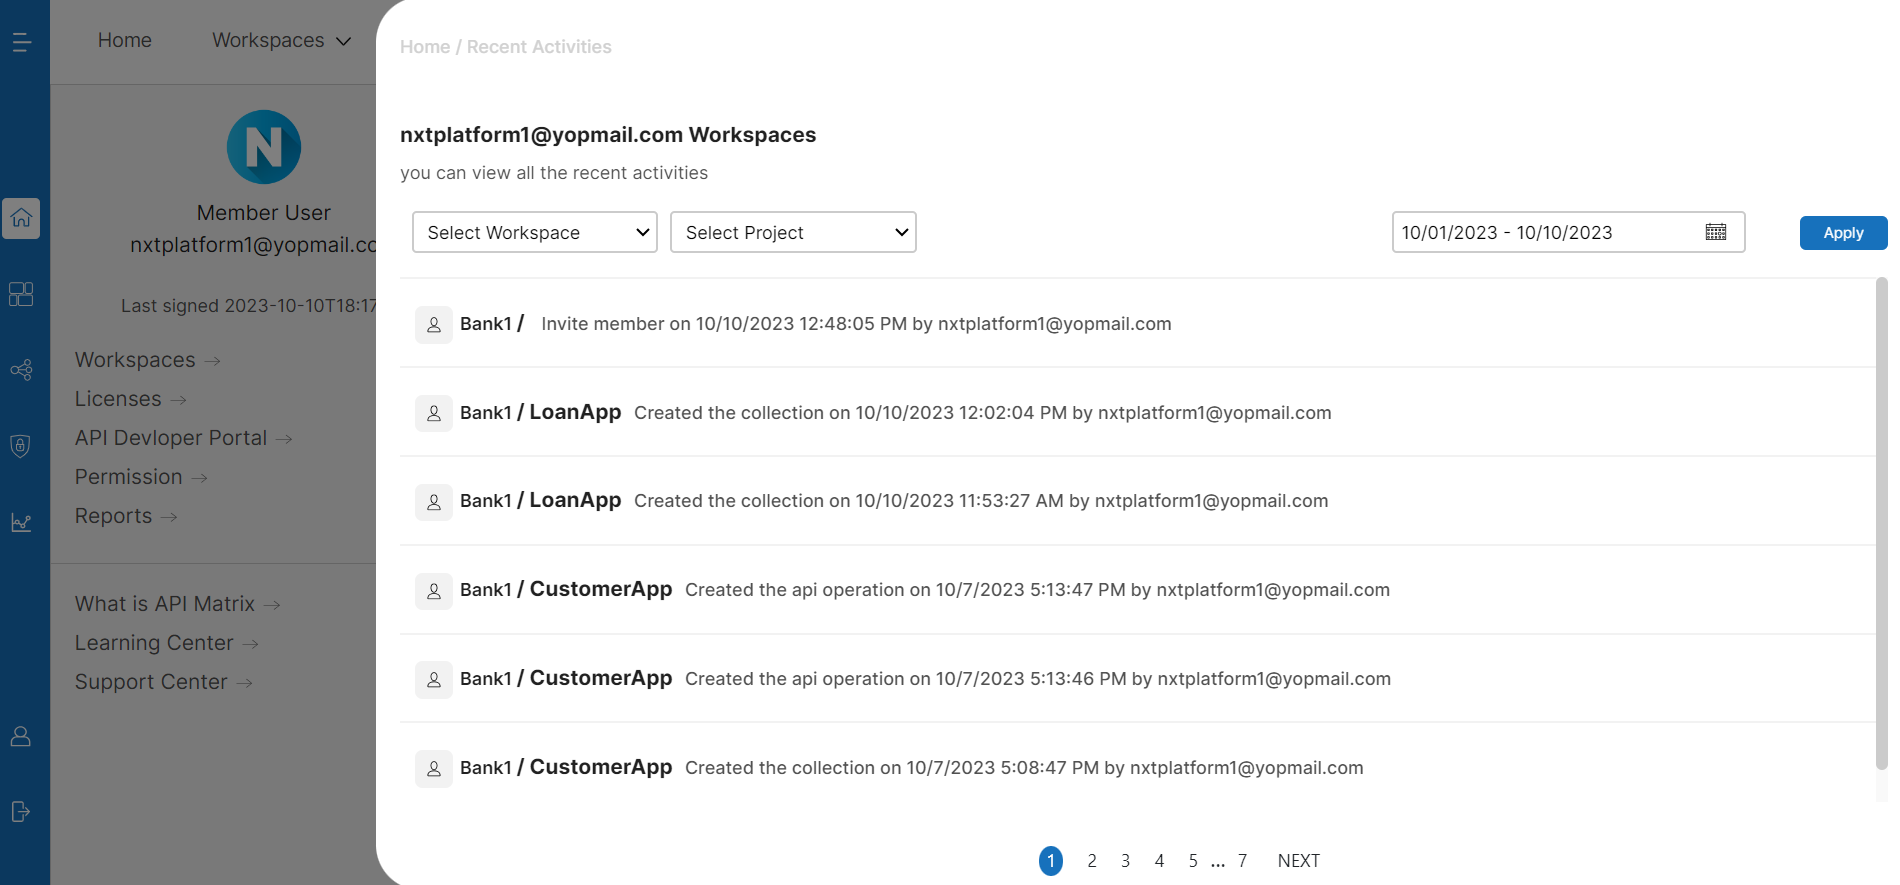 Home Workspaces
N
Member User
nxtplatform1@yopmail.co
Last signed 2023-10-10T18:17
Workspaces
Licenses
API Devloper Portal
Permission
Reports
What is API Matrix
Learning Center
Support Center
Home / Recent Activities
nxtplatform1@yopmail.com Workspaces
you can view all the recent activities
Select Workspace Select Project 10/01/2023 - 10/10/2023 Apply
Bank1 / Invite member on 10/10/2023 12:48:05 PM by nxtplatform1@yopmail.com
Bank1 / LoanApp Created the collection on 10/10/2023 12:02:04 PM by nxtplatform1@yopmail.com
Bank1 / LoanApp Created the collection on 10/10/2023 11:53:27 AM by nxtplatform1@yopmail.com
Bank1 / CustomerApp Created the api operation on 10/7/2023 5:13:47 PM by nxtplatform1@yopmail.com
Bank1 / CustomerApp Created the api operation on 10/7/2023 5:13:46 PM by nxtplatform1@yopmail.com
Bank1 / CustomerApp Created the collection on 10/7/2023 5:08:47 PM by nxtplatform1@yopmail.com
1 2 3 4 5 ... 7 NEXT